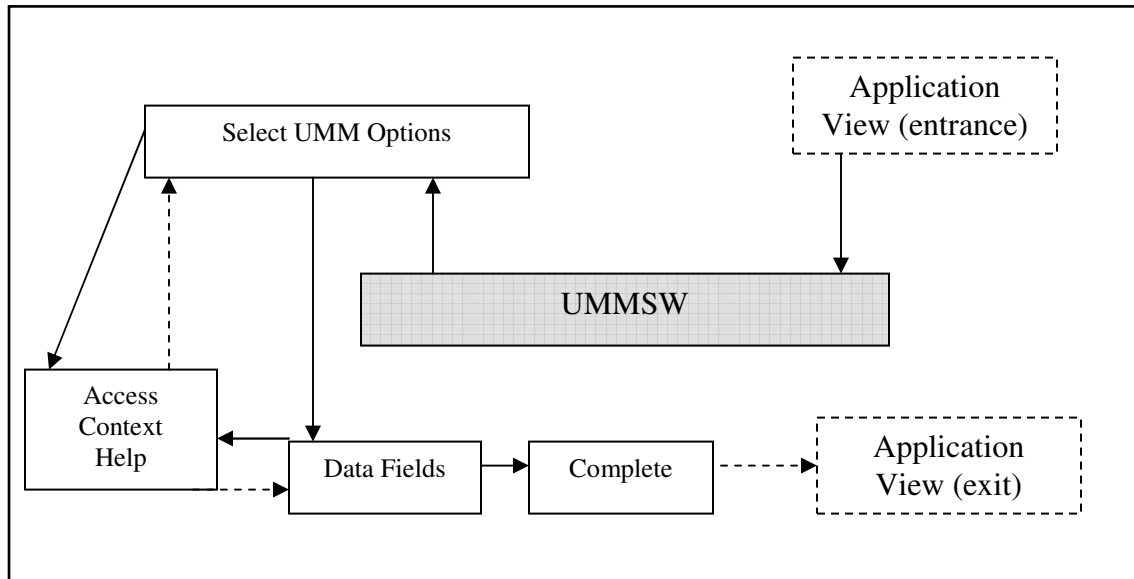 Application
View (entrance)
Select UMM Options
UMMSW
Access
Context
Help
Data Fields
Complete
Application
View (exit)